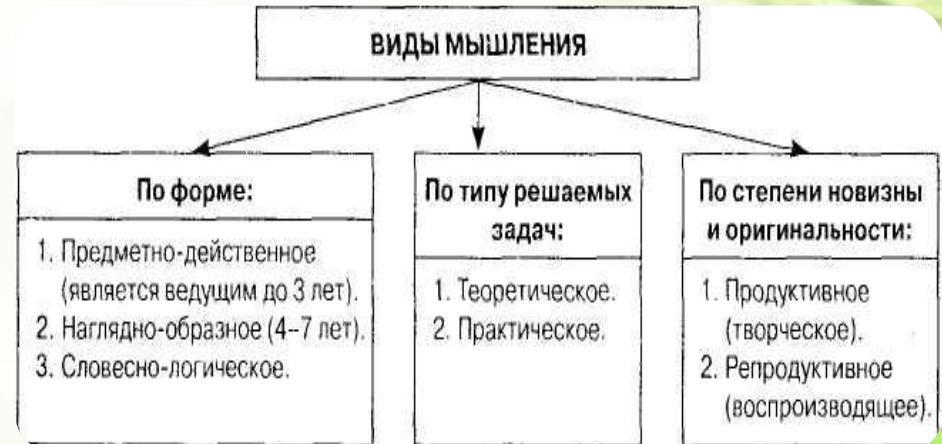 ВИДЫ МЫШЛЕНИЯ
По форме:
1. Предметно-действенное
(является ведущим до 3 лет).
2. Наглядно-образное (4–7 лет).
3. Словесно-логическое.
По типу решаемых
задач:
1. Теоретическое.
2. Практическое.
По степени новизны
и оригинальности:
1. Продуктивное
(творческое).
2. Репродуктивное
(воспроизводящее).